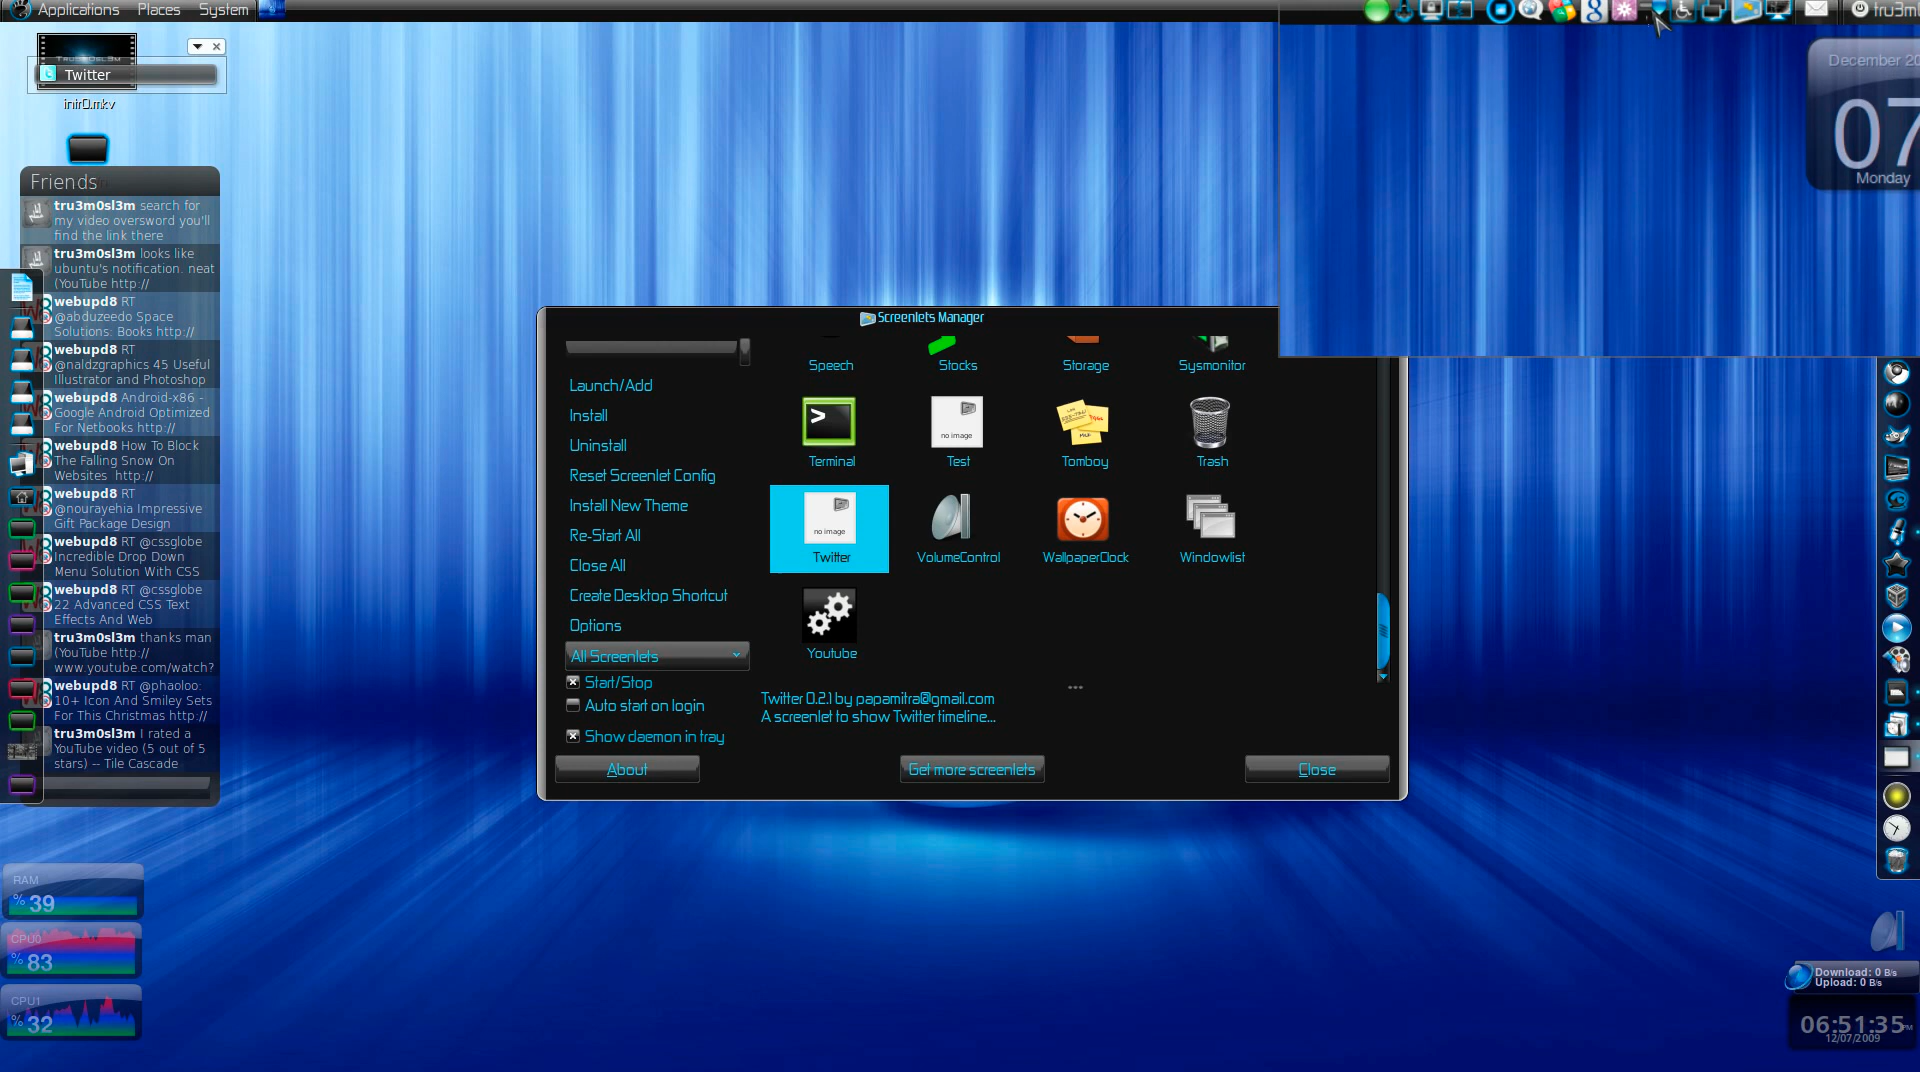 Applications Places System
tru3m
Twitter
inir0.mkv
December 20
07
Monday
Friends
tru3m0sl3m search for
my video oversword you'll
find the link there
tru3m0sl3m looks like
ubuntu's notification. neat
(YouTube http://
webupd8 RT
@abduzeedo Space
Solutions: Books http://
webupd8 RT
@naldzgraphics 45 Useful
Illustrator and Photoshop
webupd8 Android-x86 -
Google Android Optimized
For Netbooks http://
webupd8 How To Block
The Falling Snow On
Websites http://
webupd8 RT
@nourayehia Impressive
Gift Package Design
webupd8 RT @cssglobe
Incredible Drop Down
Menu Solution With CSS
webupd8 RT @cssglobe
22 Advanced CSS Text
Effects And Web
tru3m0sl3m thanks man
(YouTube http://
www.youtube.com/watch?
webupd8 RT @phaoloo:
10+ Icon And Smiley Sets
For This Christmas http://
tru3m0sl3m I rated a
YouTube video (5 out of 5
stars) -- Tile Cascade
Screenlets Manager
Launch/Add
Install
Uninstall
Reset Screenlet Config
Install New Theme
Re-Start All
Close All
Create Desktop Shortcut
Options
All Screenlets
Start/Stop
Auto start on login
Show daemon in tray
Speech Stocks Storage Sysmonitor
no image
Terminal Test Tomboy Trash
no image
Twitter VolumeControl WallpaperClock Windowlist
Youtube
Twitter 0.2.1 by papamitra@gmail.com
A screenlet to show Twitter timeline...
About Get more screenlets Close
RAM
% 39
CPU0
% 83
CPU1
% 32
Download: 0 B/s
Upload: 0 B/s
06:51:35 PM
12/07/2009